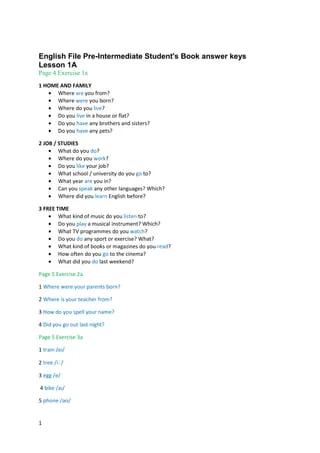 English File Pre-Intermediate Student's Book answer keys
Lesson 1A
Page 4 Exercise 1a
1 HOME AND FAMILY
• Where are you from?
• Where were you born?
• Where do you live?
• Do you live in a house or flat?
• Do you have any brothers and sisters?
• Do you have any pets?
2 JOB / STUDIES
• What do you do?
• Where do you work?
• Do you like your job?
• What school / university do you go to?
• What year are you in?
• Can you speak any other languages? Which?
• Where did you learn English before?
3 FREE TIME
• What kind of music do you listen to?
• Do you play a musical instrument? Which?
• What TV programmes do you watch?
• Do you do any sport or exercise? What?
• What kind of books or magazines do you read?
• How often do you go to the cinema?
• What did you do last weekend?
Page 5 Exercise 2a
1 Where were your parents born?
2 Where is your teacher from?
3 How do you spell your name?
4 Did you go out last night?
Page 5 Exercise 3a
1 train /eɪ/
2 tree /iː/
3 egg /e/
4 bike /aɪ/
5 phone /əʊ/
1